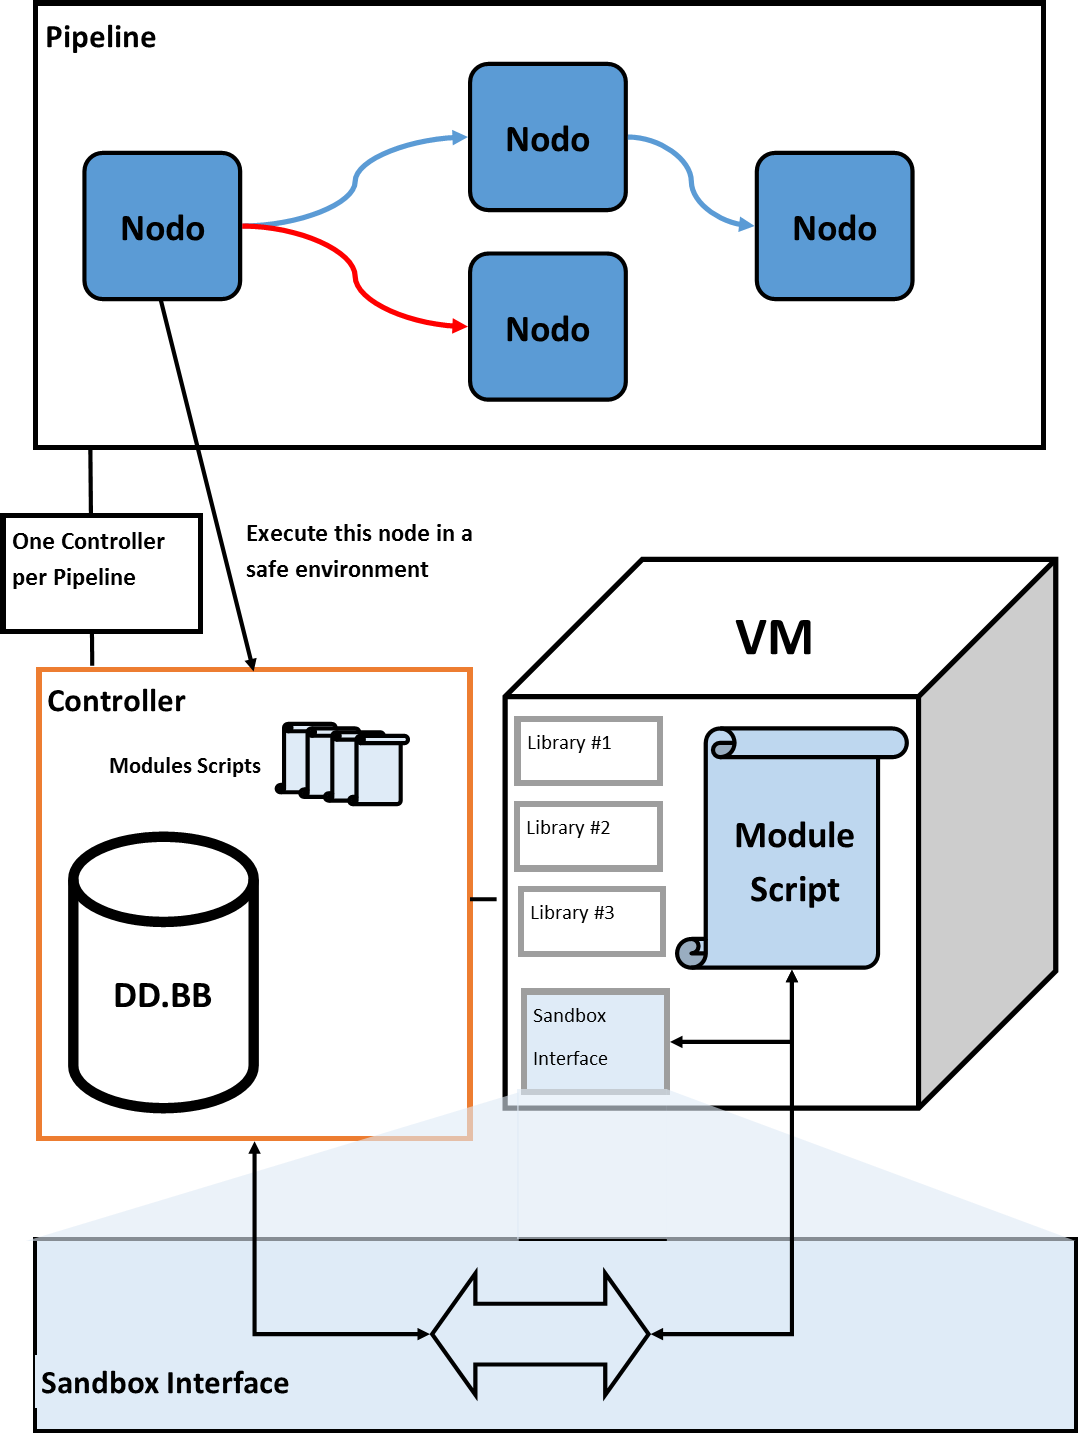 Pipeline
Nodo
Nodo
Nodo
Nodo
One Controller
per Pipeline
Execute this node in a
safe environment
VM
Controller
Modules Scripts
DD.BB
Library #1
Library #2
Library #3
Module
Script
Sandbox
Interface
Sandbox Interface